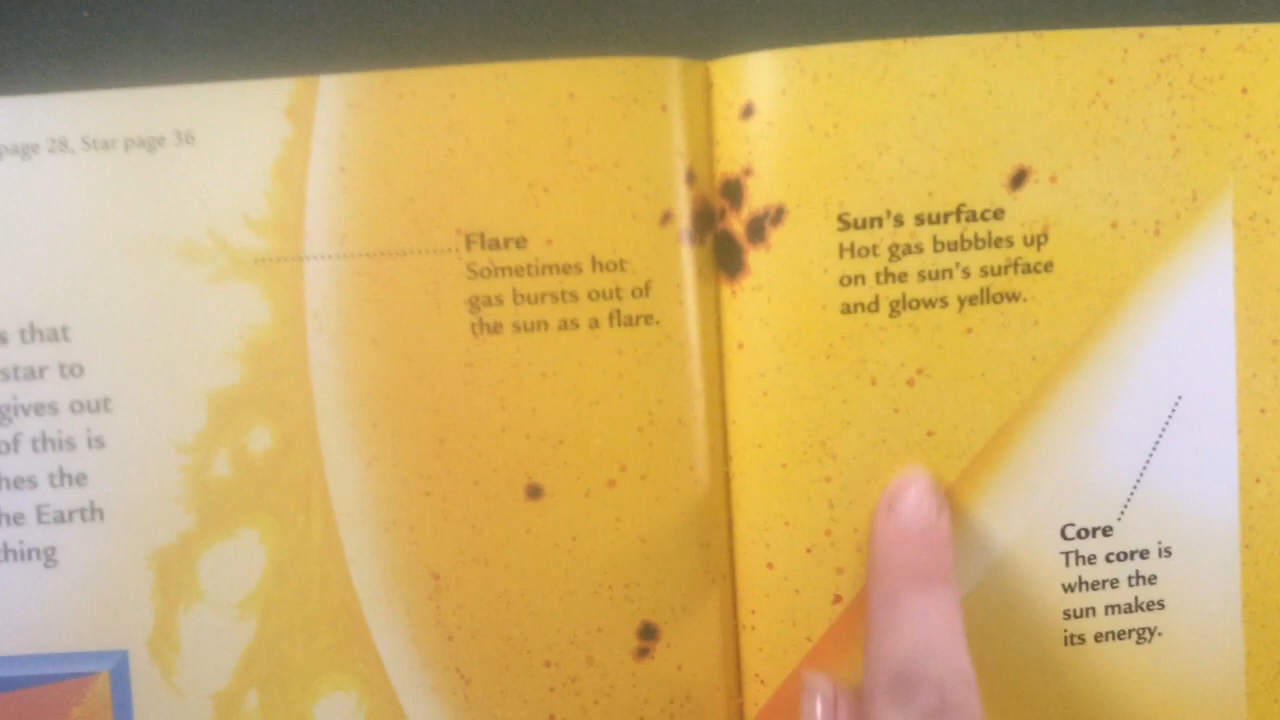 page 28, Star page 36
s that
star to
gives out
of this is
hes the
he Earth
thing
Flare
Sometimes hot
gas bursts out of
the sun as a flare.
Sun's surface
Hot gas bubbles up
on the sun's surface
and glows yellow.
Core
The core is
where the
sun makes
its energy.